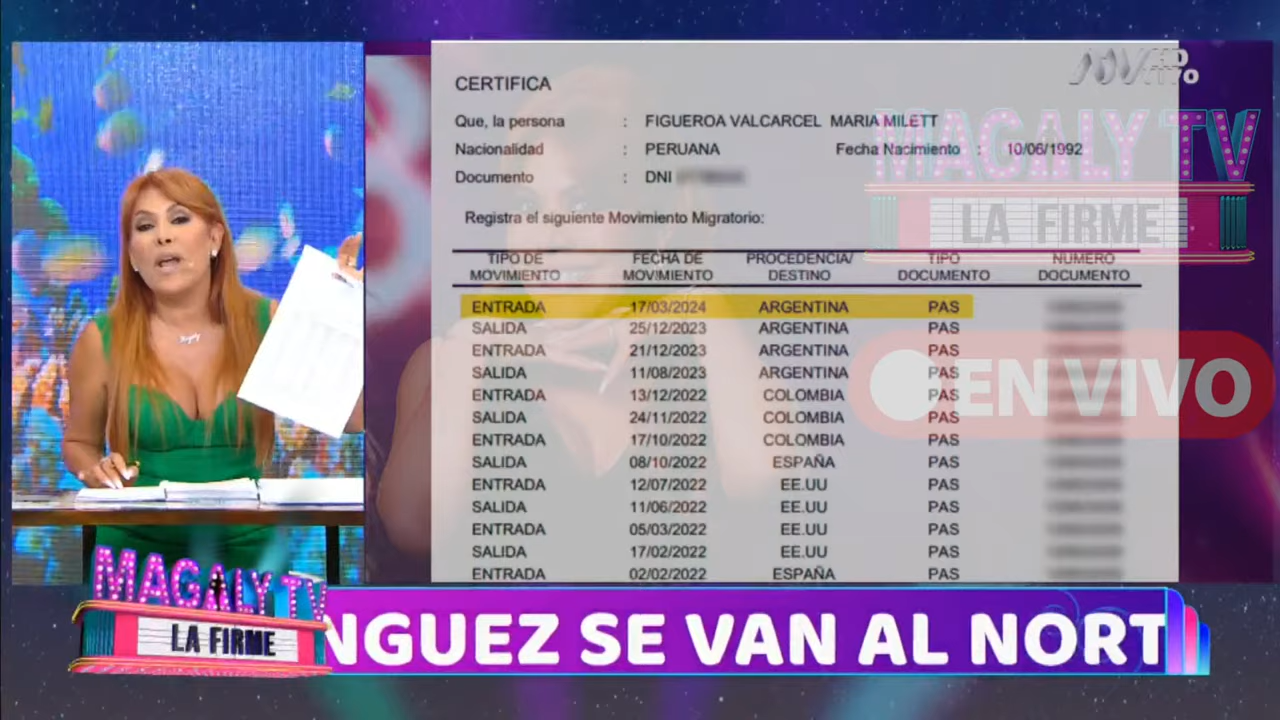 CERTIFICA
Que, la persona : FIGUEROA VALCARCEL MARIA MILETT
Nacionalidad : PERUANA Fecha Nacimiento : 10/06/1992
Documento : DNI
Registra el siguiente Movimiento Migratorio:
TIPO DE MOVIMIENTO FECHA DE MOVIMIENTO PROCEDENCIA/ DESTINO TIPO DOCUMENTO NUMERO DOCUMENTO
ENTRADA 17/03/2024 ARGENTINA PAS
SALIDA 25/12/2023 ARGENTINA PAS
ENTRADA 21/12/2023 ARGENTINA PAS
SALIDA 11/08/2023 ARGENTINA PAS
ENTRADA 13/12/2022 COLOMBIA PAS
SALIDA 24/11/2022 COLOMBIA PAS
ENTRADA 17/10/2022 COLOMBIA PAS
SALIDA 08/10/2022 ESPAÑA PAS
ENTRADA 12/07/2022 EE.UU PAS
SALIDA 11/06/2022 EE.UU PAS
ENTRADA 05/03/2022 EE.UU PAS
SALIDA 17/02/2022 EE.UU PAS
ENTRADA 02/02/2022 ESPAÑA PAS
HD
VIVO
MAGALY TV
LA FIRME
EN VIVO
MAGALY TV
LA FIRME
NGUEZ SE VAN AL NORT